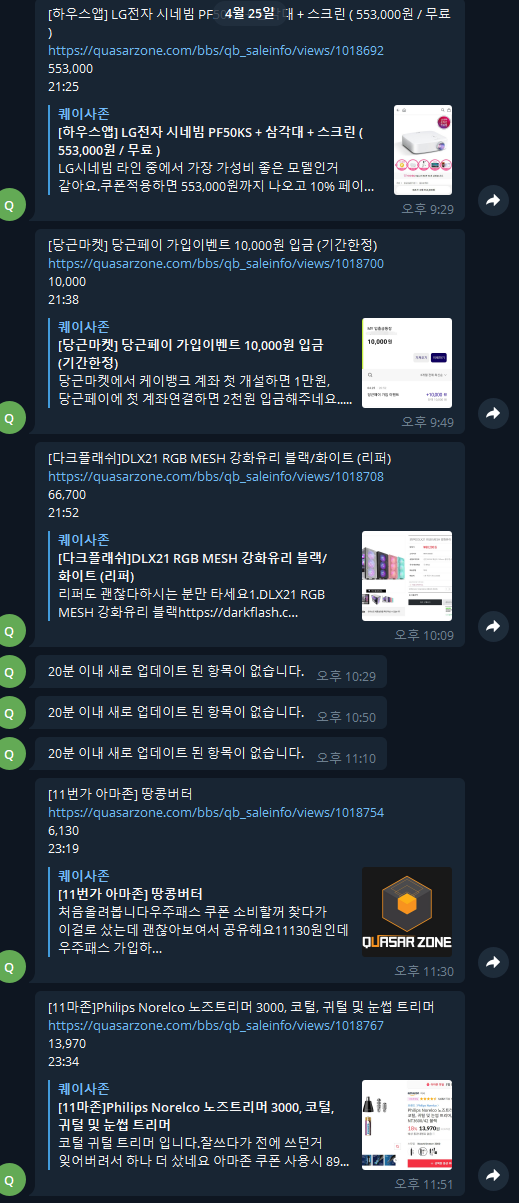 4월 25일
[하우스앱] LG전자 시네빔 PF50KS + 삼각대 + 스크린 ( 553,000원 / 무료
)
https://quasarzone.com/bbs/qb_saleinfo/views/1018692
553,000
21:25
퀘이사존
[하우스앱] LG전자 시네빔 PF50KS + 삼각대 + 스크린 (
553,000원 / 무료 )
LG시네빔 라인 중에서 가장 가성비 좋은 모델인거
같아요.쿠폰적용하면 553,000원까지 나오고 10% 페이...
Q
오후 9:29
[당근마켓] 당근페이 가입이벤트 10,000원 입금 (기간한정)
https://quasarzone.com/bbs/qb_saleinfo/views/1018700
10,000
21:38
퀘이사존
[당근마켓] 당근페이 가입이벤트 10,000원 입금
(기간한정)
당근마켓에서 케이뱅크 계좌 첫 개설하면 1만원,
당근페이에 첫 계좌연결하면 2천원 입금해주네요.....
10,000원
+10,000원
Q
오후 9:49
[다크플래쉬]DLX21 RGB MESH 강화유리 블랙/화이트 (리퍼)
https://quasarzone.com/bbs/qb_saleinfo/views/1018708
66,700
21:52
퀘이사존
[다크플래쉬]DLX21 RGB MESH 강화유리 블랙/
화이트 (리퍼)
리퍼도 괜찮다하시는 분만 타세요1.DLX21 RGB
MESH 강화유리 블랙https://darkflash.c...
Q
오후 10:09
20분 이내 새로 업데이트 된 항목이 없습니다.
오후 10:29
Q
20분 이내 새로 업데이트 된 항목이 없습니다.
오후 10:50
Q
20분 이내 새로 업데이트 된 항목이 없습니다.
오후 11:10
Q
[11번가 아마존] 땅콩버터
https://quasarzone.com/bbs/qb_saleinfo/views/1018754
6,130
23:19
퀘이사존
[11번가 아마존] 땅콩버터
처음올려봅니다우주패스 쿠폰 소비할꺼 찾다가
이걸로 샀는데 괜찮아보여서 공유해요11130원인데
우주패스 가입하...
QUASAR ZONE
Q
오후 11:30
[11마존]Philips Norelco 노즈트리머 3000, 코털, 귀털 및 눈썹 트리머
https://quasarzone.com/bbs/qb_saleinfo/views/1018767
13,970
23:34
퀘이사존
[11마존]Philips Norelco 노즈트리머 3000, 코털,
귀털 및 눈썹 트리머
코털 귀털 트리머 입니다.잘쓰다가 전에 쓰던거
잊어버려서 하나 더 샀네요 아마존 쿠폰 사용시 89...
18% 13,970원
Q
오후 11:51